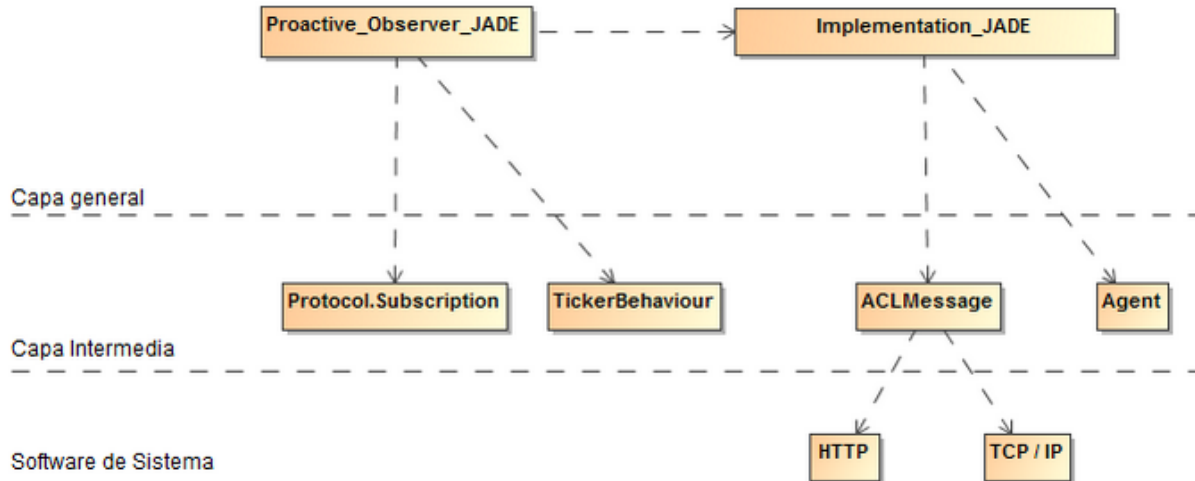 Proactive_Observer_JADE
Implementation_JADE
Capa general
Protocol.Subscription
TickerBehaviour
ACLMessage
Agent
Capa Intermedia
HTTP
TCP / IP
Software de Sistema